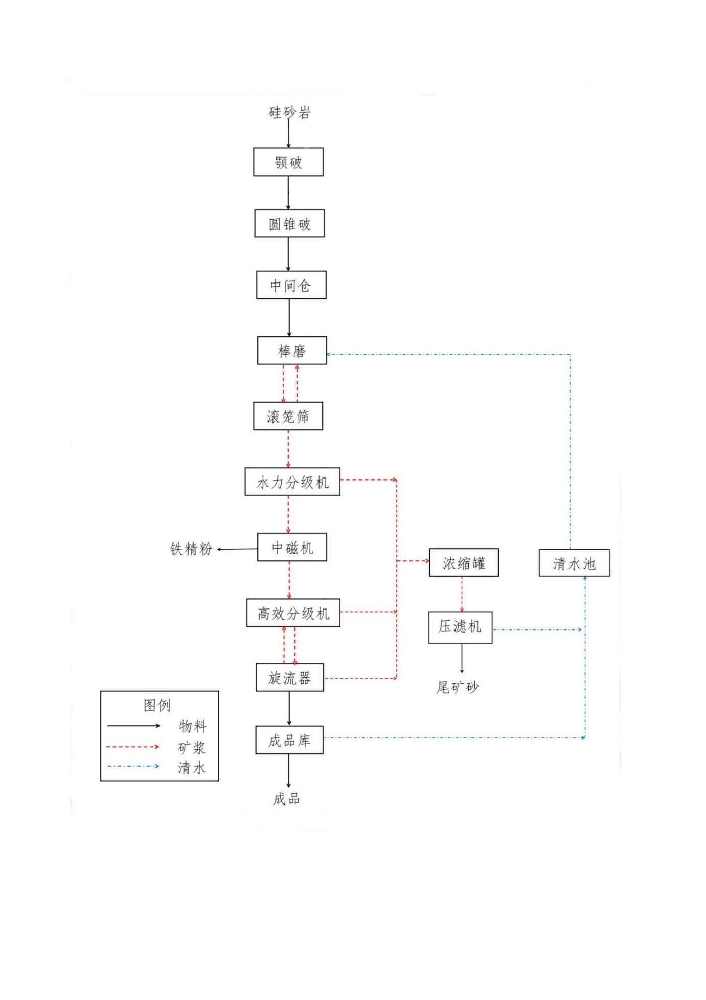 硅砂岩
颚破
圆锥破
中间仓
棒磨
滚笼筛
水力分级机
中磁机
铁精粉
浓缩罐
清水池
高效分级机
压滤机
旋流器
尾矿砂
成品库
成品
图例
物料
矿浆
清水